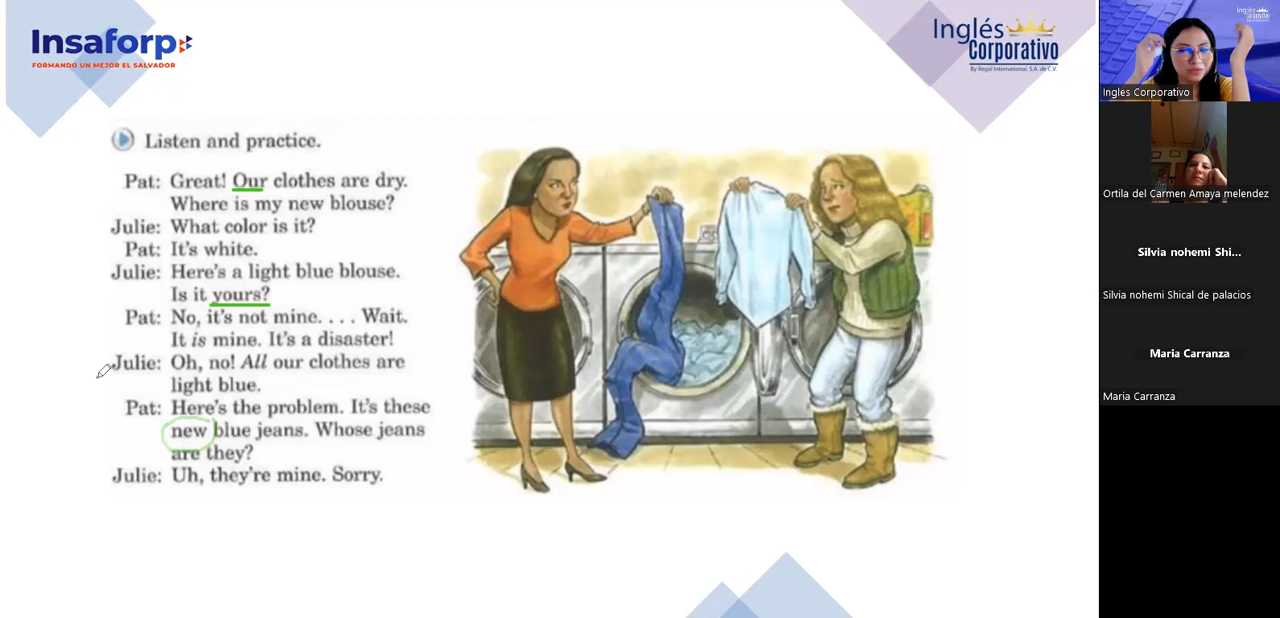 Insaforp
FORMANDO UN MEJOR EL SALVADOR
Inglés
Corporativo
By Regal International, S.A. de C.V.
Listen and practice.
Pat: Great! Our clothes are dry.
Where is my new blouse?
Julie: What color is it?
Pat: It's white.
Julie: Here's a light blue blouse.
Is it yours?
Pat: No, it's not mine. . . . Wait.
It is mine. It's a disaster!
Julie: Oh, no! All our clothes are
light blue.
Pat: Here's the problem. It's these
new blue jeans. Whose jeans
are they?
Julie: Uh, they're mine. Sorry.
Ingles Corporativo
Ortila del Carmen Amaya melendez
Silvia nohemi Shi...
Silvia nohemi Shical de palacios
Maria Carranza
Maria Carranza